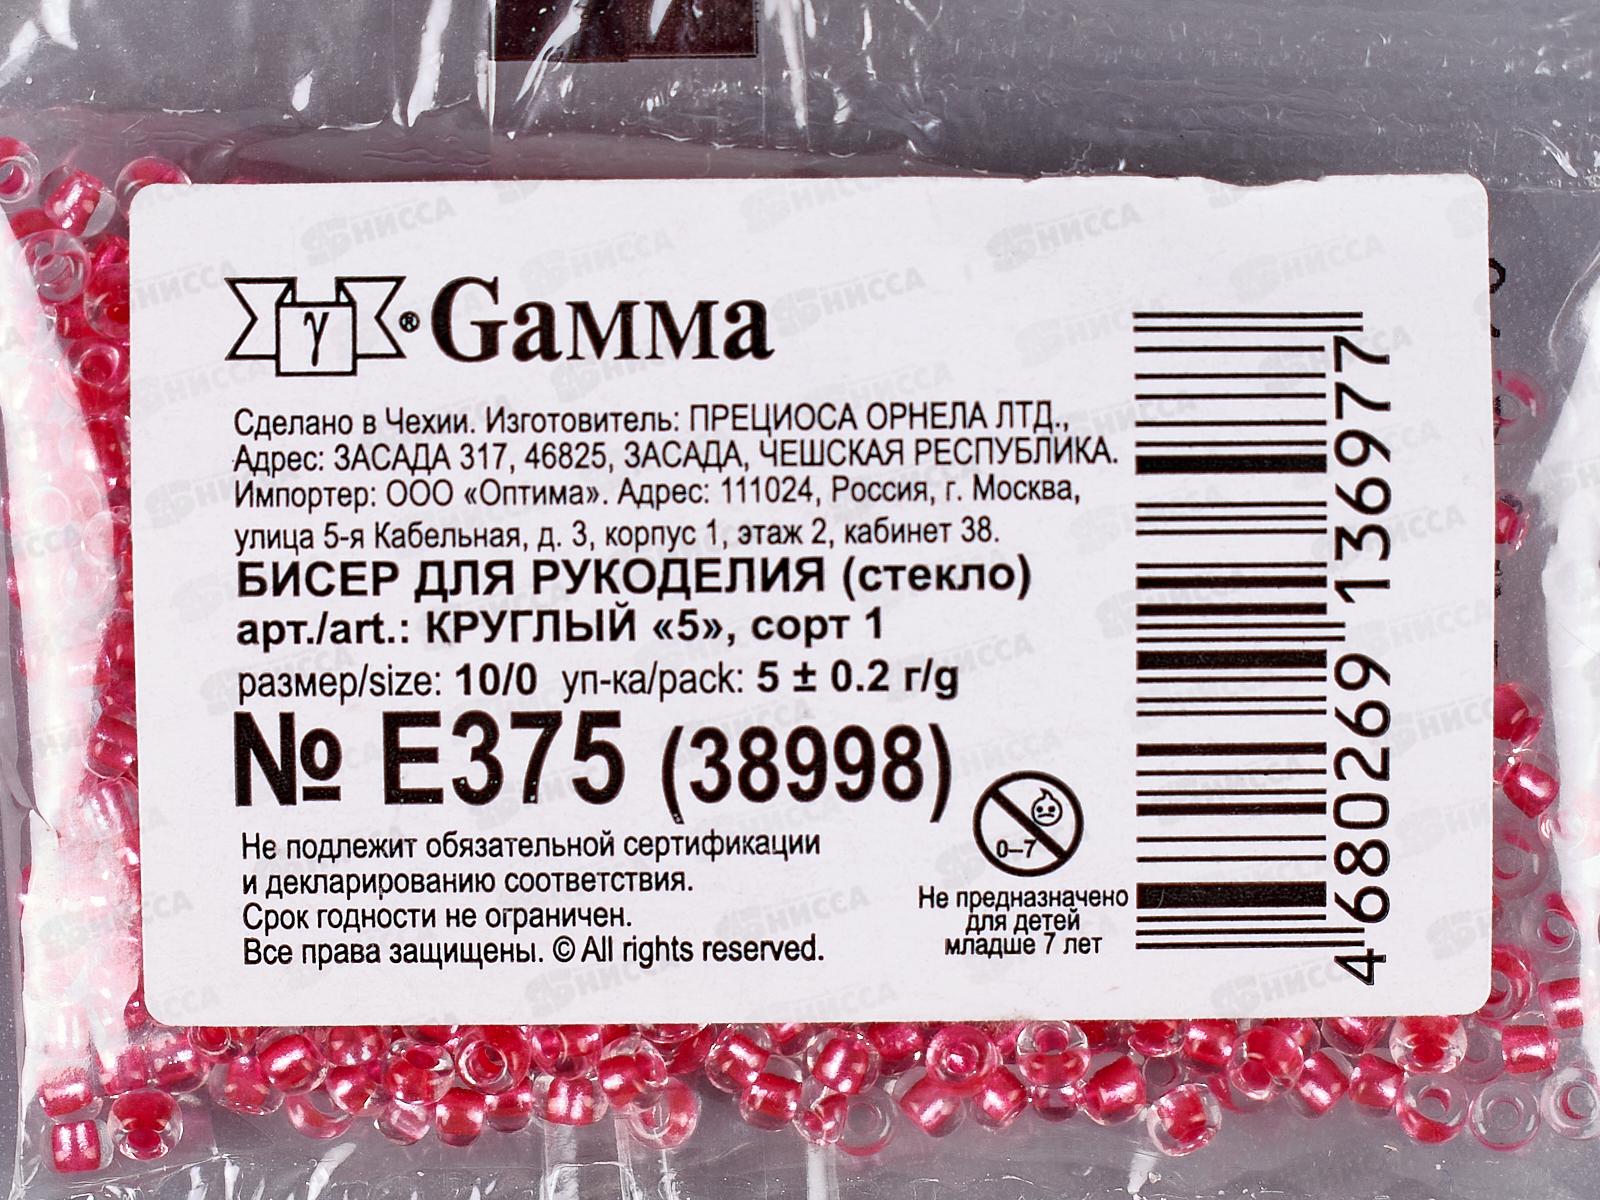 γ ® Gамма
Сделано в Чехии. Изготовитель: ПРЕЦИОСА ОРНЕЛА ЛТД.,
Адрес: ЗАСАДА 317, 46825, ЗАСАДА, ЧЕШСКАЯ РЕСПУБЛИКА.
Импортер: ООО «Оптима». Адрес: 111024, Россия, г. Москва,
улица 5-я Кабельная, д. 3, корпус 1, этаж 2, кабинет 38.
БИСЕР ДЛЯ РУКОДЕЛИЯ (стекло)
арт./art.: КРУГЛЫЙ «5», сорт 1
размер/size: 10/0 уп-ка/pack: 5 ± 0.2 г/g
№ E375 (38998)
Не подлежит обязательной сертификации
и декларированию соответствия.
Срок годности не ограничен.
Все права защищены. © All rights reserved.
0–7
Не предназначено
для детей
младше 7 лет
4 680269 136977